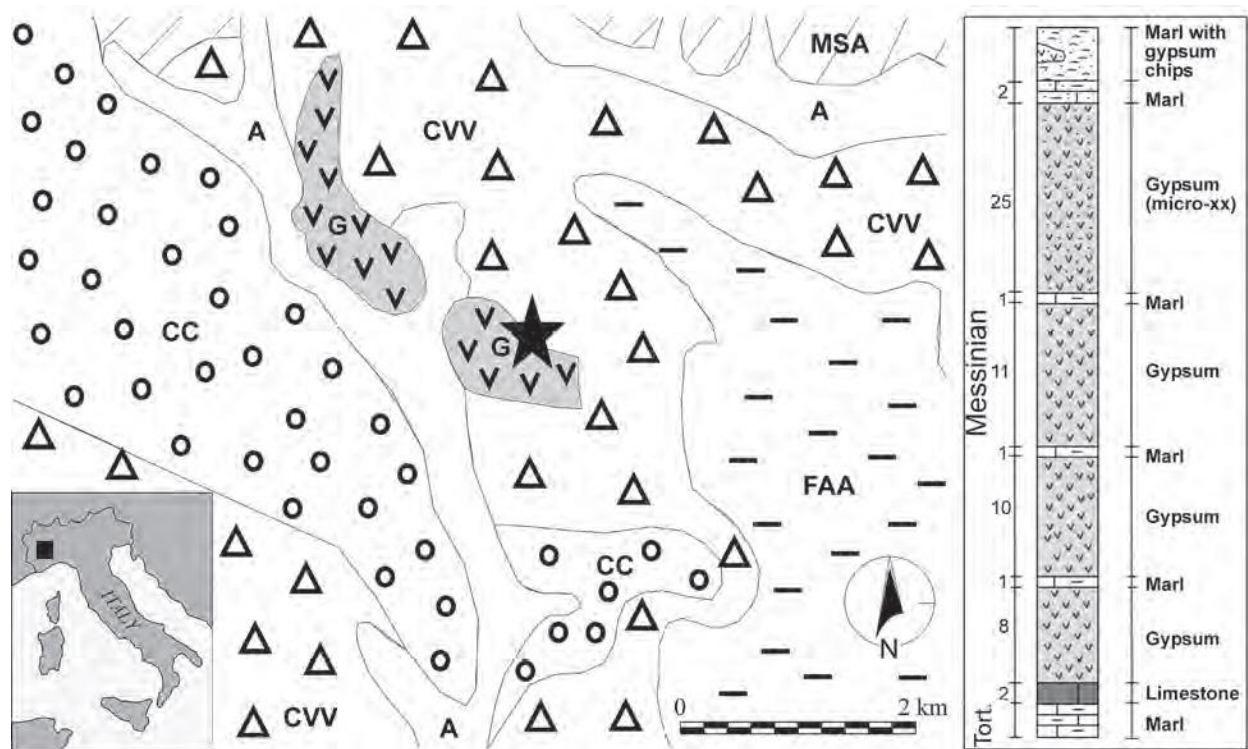 MSA
A
CVV
A
CVV
G
CC
G
FAA
CC
ITALY
N
CVV
A
0
2 km
Messinian
Tort.
2
25
1
11
1
10
1
8
2
Marl with
gypsum
chips
Marl
Gypsum
(micro-xx)
Marl
Gypsum
Marl
Gypsum
Marl
Gypsum
Limestone
Marl